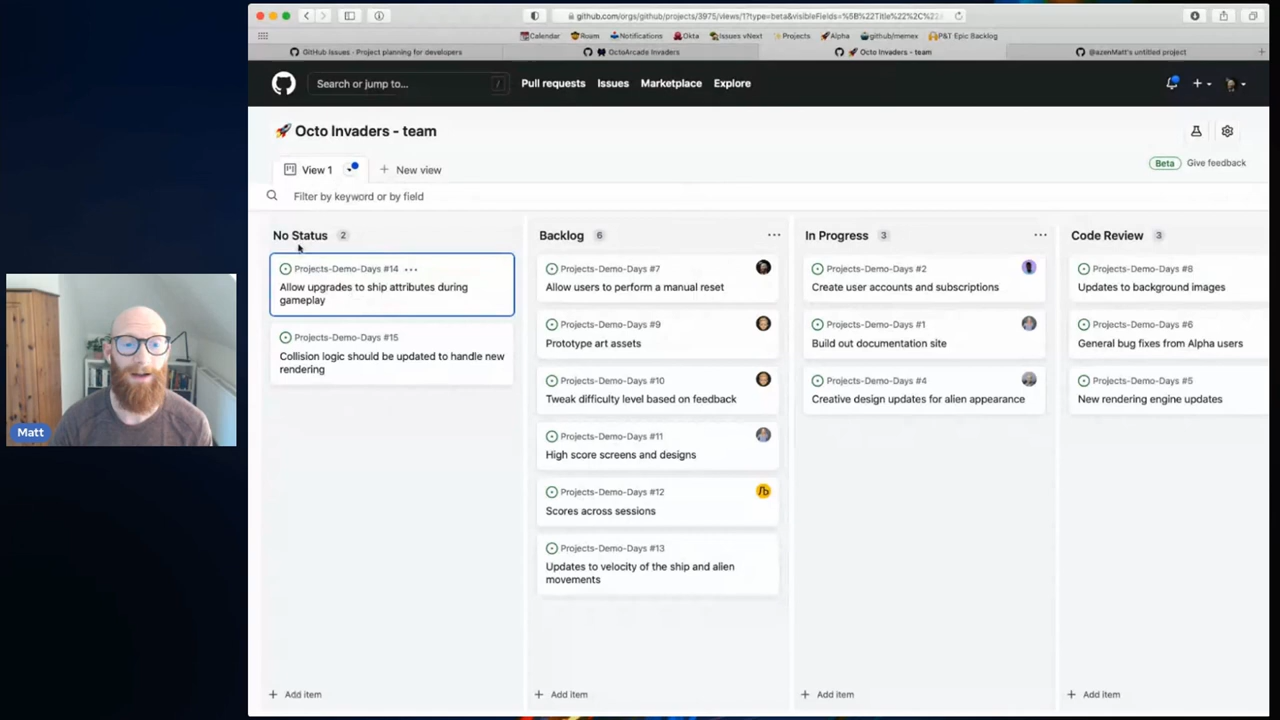 github.com/orgs/github/projects/3975/views/1?type=beta&visibleFields=%5B%22Title%22%2C%22...
Calendar Roam Notifications Okta Issues vNext Projects Alpha github/memex P&T Epic Backlog
GitHub Issues · Project planning for developers
OctoArcade Invaders
🚀 Octo Invaders - team
@azenMatt's untitled project
Search or jump to... /
Pull requests Issues Marketplace Explore
🚀 Octo Invaders - team
View 1 + New view
Beta Give feedback
Filter by keyword or by field
No Status 2
Projects-Demo-Days #14 ...
Allow upgrades to ship attributes during
gameplay
Projects-Demo-Days #15
Collision logic should be updated to handle new
rendering
+ Add item
Backlog 6 ...
Projects-Demo-Days #7
Allow users to perform a manual reset
Projects-Demo-Days #9
Prototype art assets
Projects-Demo-Days #10
Tweak difficulty level based on feedback
Projects-Demo-Days #11
High score screens and designs
Projects-Demo-Days #12
Scores across sessions
Projects-Demo-Days #13
Updates to velocity of the ship and alien
movements
+ Add item
In Progress 3 ...
Projects-Demo-Days #2
Create user accounts and subscriptions
Projects-Demo-Days #1
Build out documentation site
Projects-Demo-Days #4
Creative design updates for alien appearance
+ Add item
Code Review 3
Projects-Demo-Days #8
Updates to background images
Projects-Demo-Days #6
General bug fixes from Alpha users
Projects-Demo-Days #5
New rendering engine updates
+ Add item
Matt